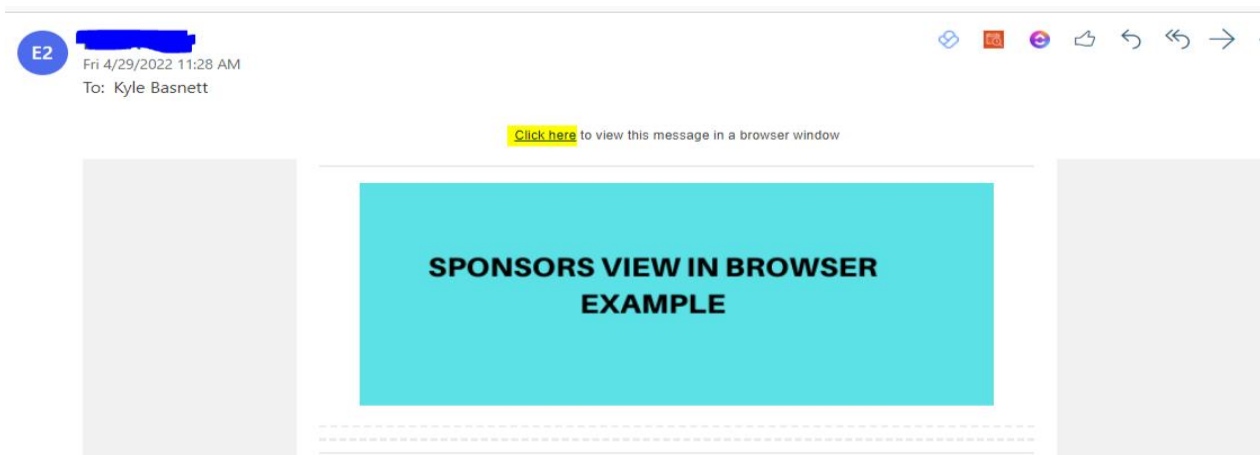 E2
Fri 4/29/2022 11:28 AM
To: Kyle Basnett
Click here to view this message in a browser window
SPONSORS VIEW IN BROWSER
EXAMPLE